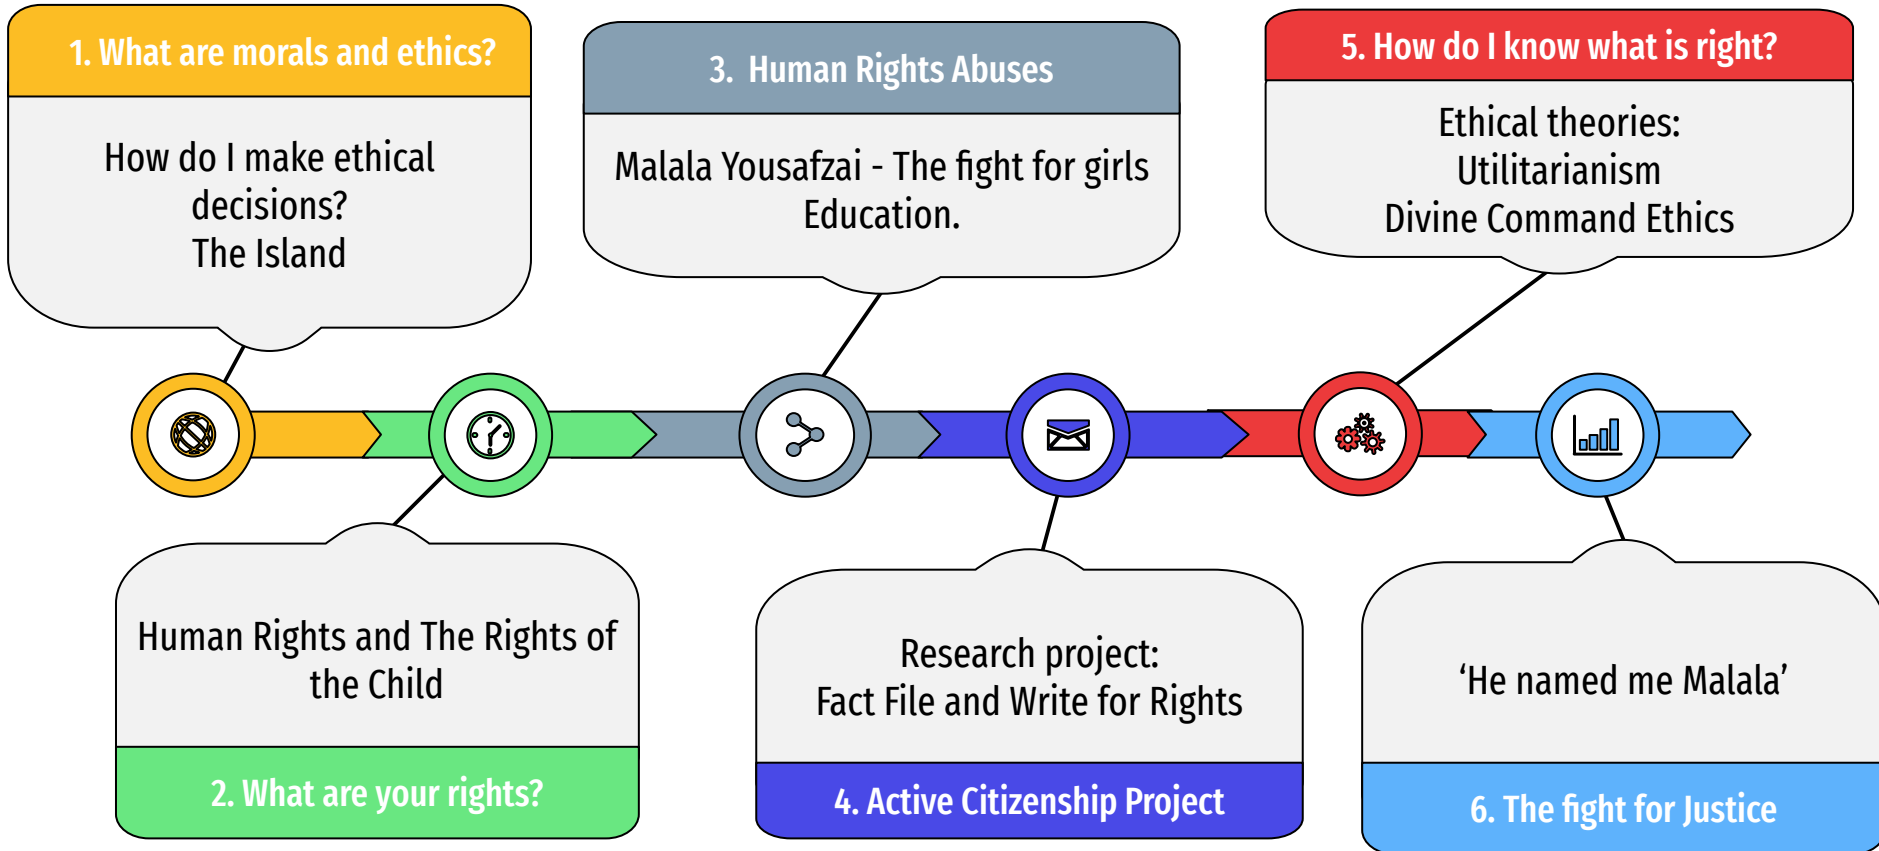 1. What are morals and ethics?
How do I make ethical
decisions?
The Island
Human Rights and The Rights of
the Child
2. What are your rights?
3. Human Rights Abuses
Malala Yousafzai - The fight for girls
Education.
Research project:
Fact File and Write for Rights
4. Active Citizenship Project
5. How do I know what is right?
Ethical theories:
Utilitarianism
Divine Command Ethics
‘He named me Malala’
6. The fight for Justice